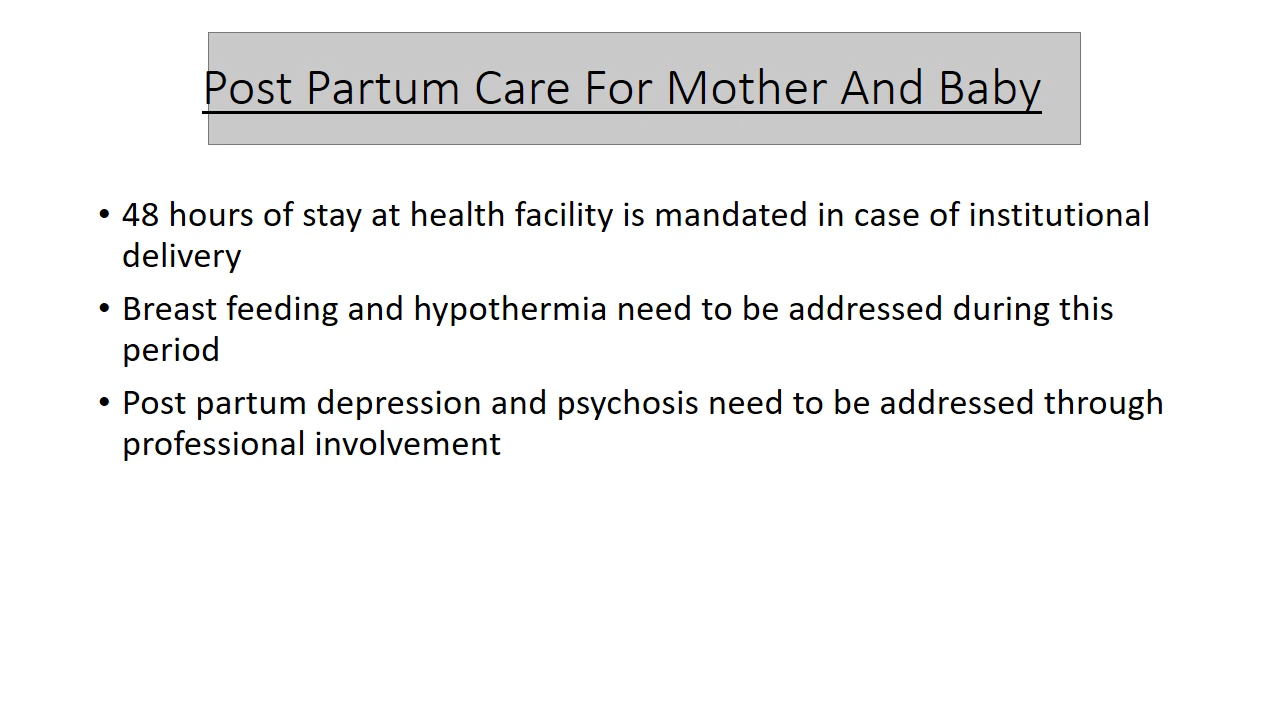 Post Partum Care For Mother And Baby
• 48 hours of stay at health facility is mandated in case of institutional
delivery
• Breast feeding and hypothermia need to be addressed during this
period
• Post partum depression and psychosis need to be addressed through
professional involvement